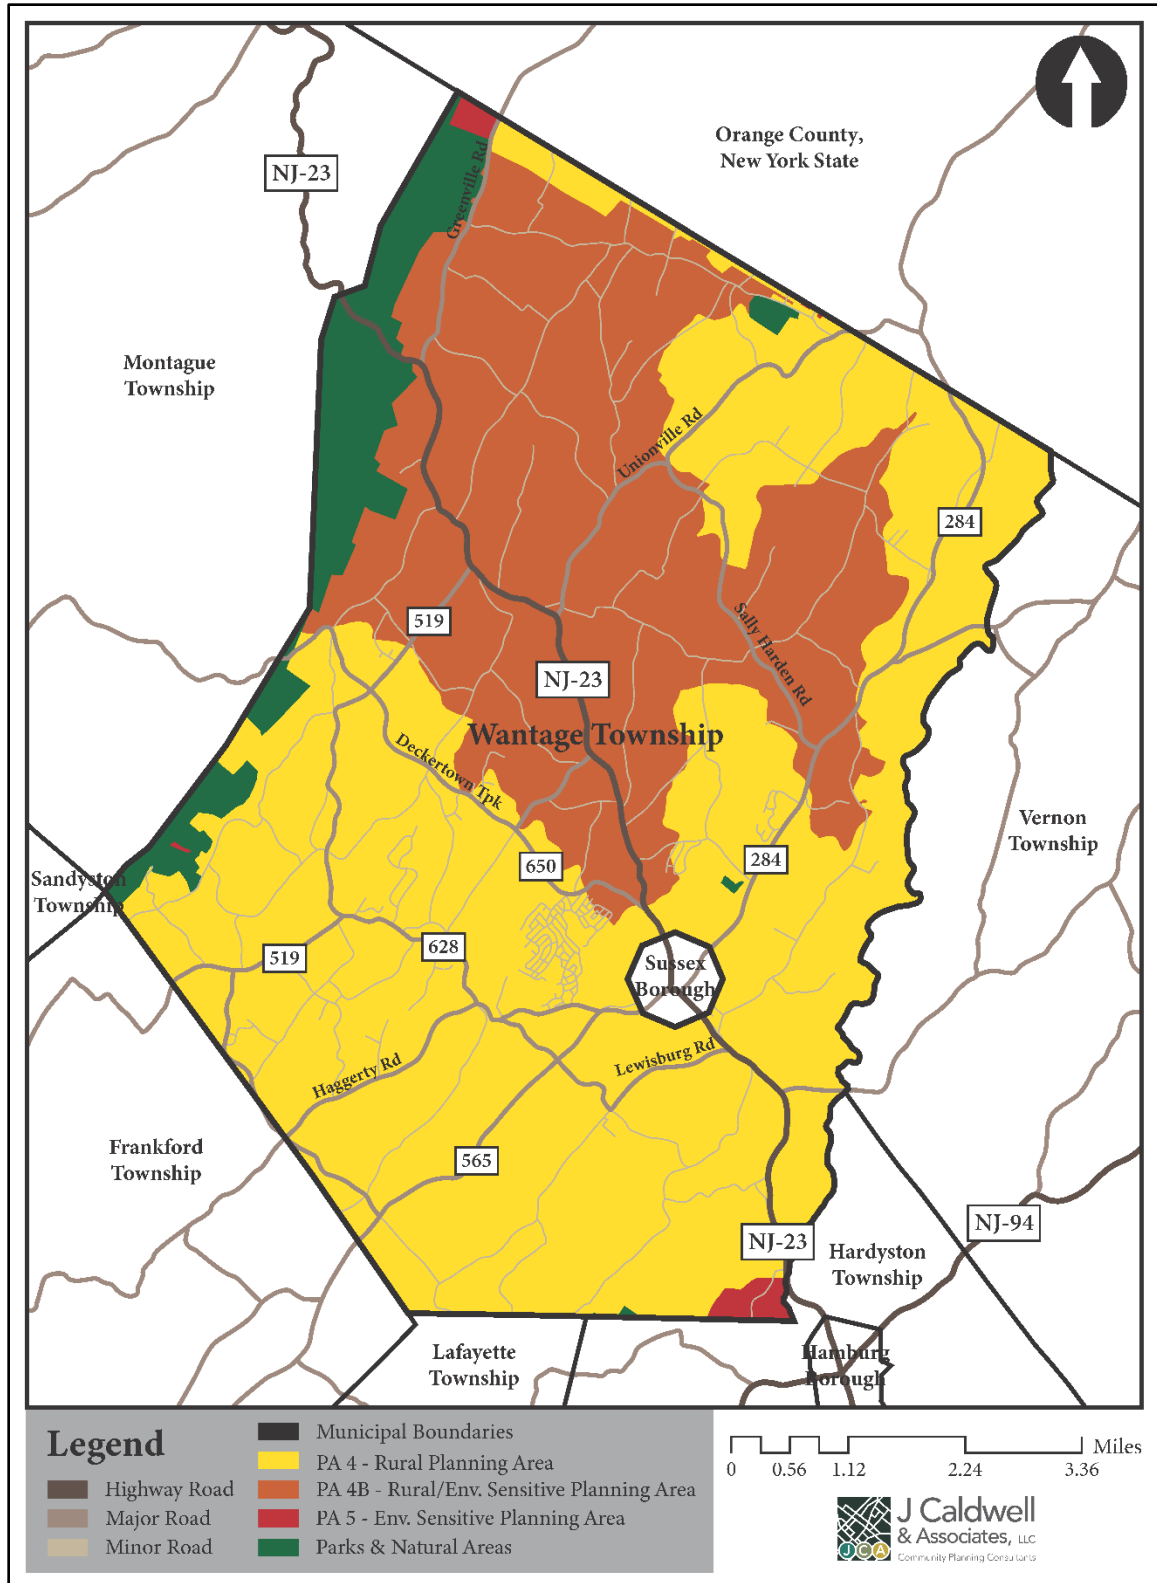 Orange County,
New York State
NJ-23
Greenville Rd
Montague
Township
Unionville Rd
284
519
Sally Harden Rd
NJ-23
Wantage Township
Deckertown Tpk
Vernon
Township
650
284
Sandyston
Township
519
628
Sussex
Borough
Lewisburg Rd
Haggerty Rd
Frankford
Township
565
NJ-94
NJ-23
Hardyston
Township
Lafayette
Township
Hamburg
Borough
Legend
Highway Road
Major Road
Minor Road
Municipal Boundaries
PA 4 - Rural Planning Area
PA 4B - Rural/Env. Sensitive Planning Area
PA 5 - Env. Sensitive Planning Area
Parks & Natural Areas
Miles
0 0.56 1.12 2.24 3.36
J Caldwell
& Associates, LLC
JCA
Community Planning Consultants